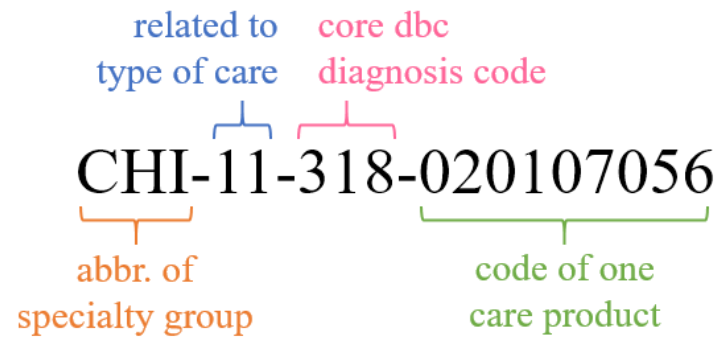 related to
type of care
core dbc
diagnosis code
CHI-11-318-020107056
abbr. of
specialty group
code of one
care product